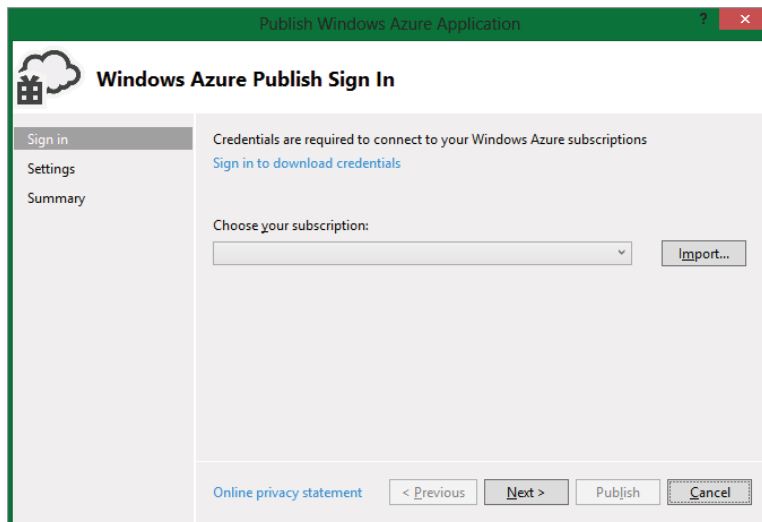 Publish Windows Azure Application
?
Windows Azure Publish Sign In
Sign in
Settings
Summary
Credentials are required to connect to your Windows Azure subscriptions
Sign in to download credentials
Choose your subscription:
Import...
Online privacy statement
< Previous
Next >
Publish
Cancel